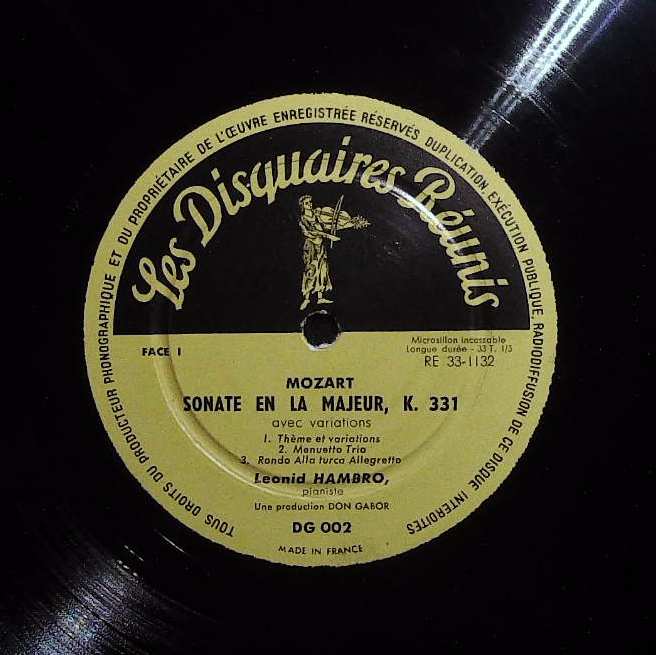 TOUS DROITS DU PRODUCTEUR PHONOGRAPHIQUE ET DU PROPRIÉTAIRE DE L'ŒUVRE ENREGISTRÉE RÉSERVÉS DUPLICATION EXÉCUTION PUBLIQUE, RADIODIFFUSION DE CE DISQUE INTERDITES
Les Disquaires Réunis
FACE I
Microsillon incassable
Longue durée - 33 T. 1/3
RE 33-1132
MOZART
SONATE EN LA MAJEUR, K. 331
avec variations
1. Thème et variations
2. Menuetto Trio
3. Rondo Alla turca Allegretto
Leonid HAMBRO,
pianiste
Une production DON GABOR
DG 002
MADE IN FRANCE